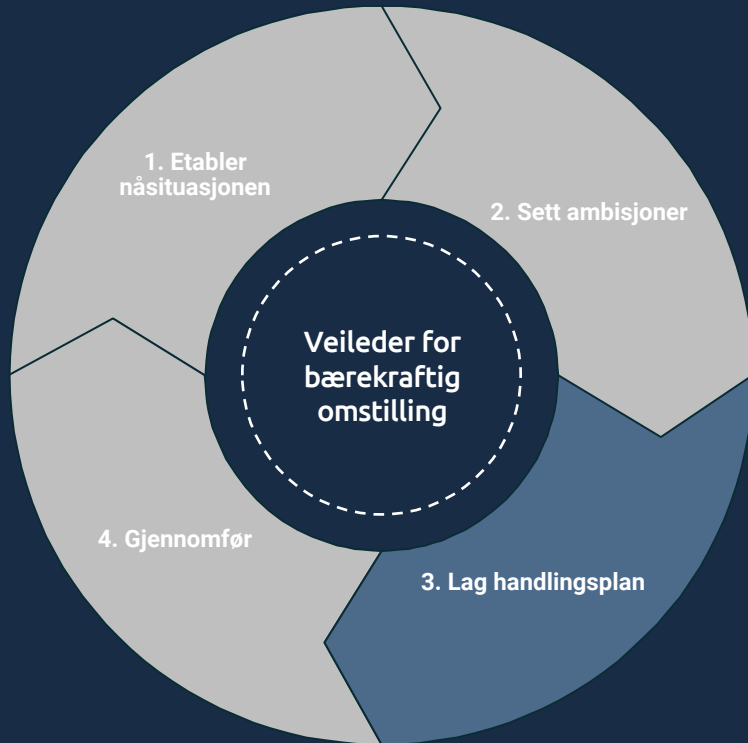 1. Etabler
nåsituasjonen
2. Sett ambisjoner
Veileder for
bærekraftig
omstilling
4. Gjennomfør
3. Lag handlingsplan